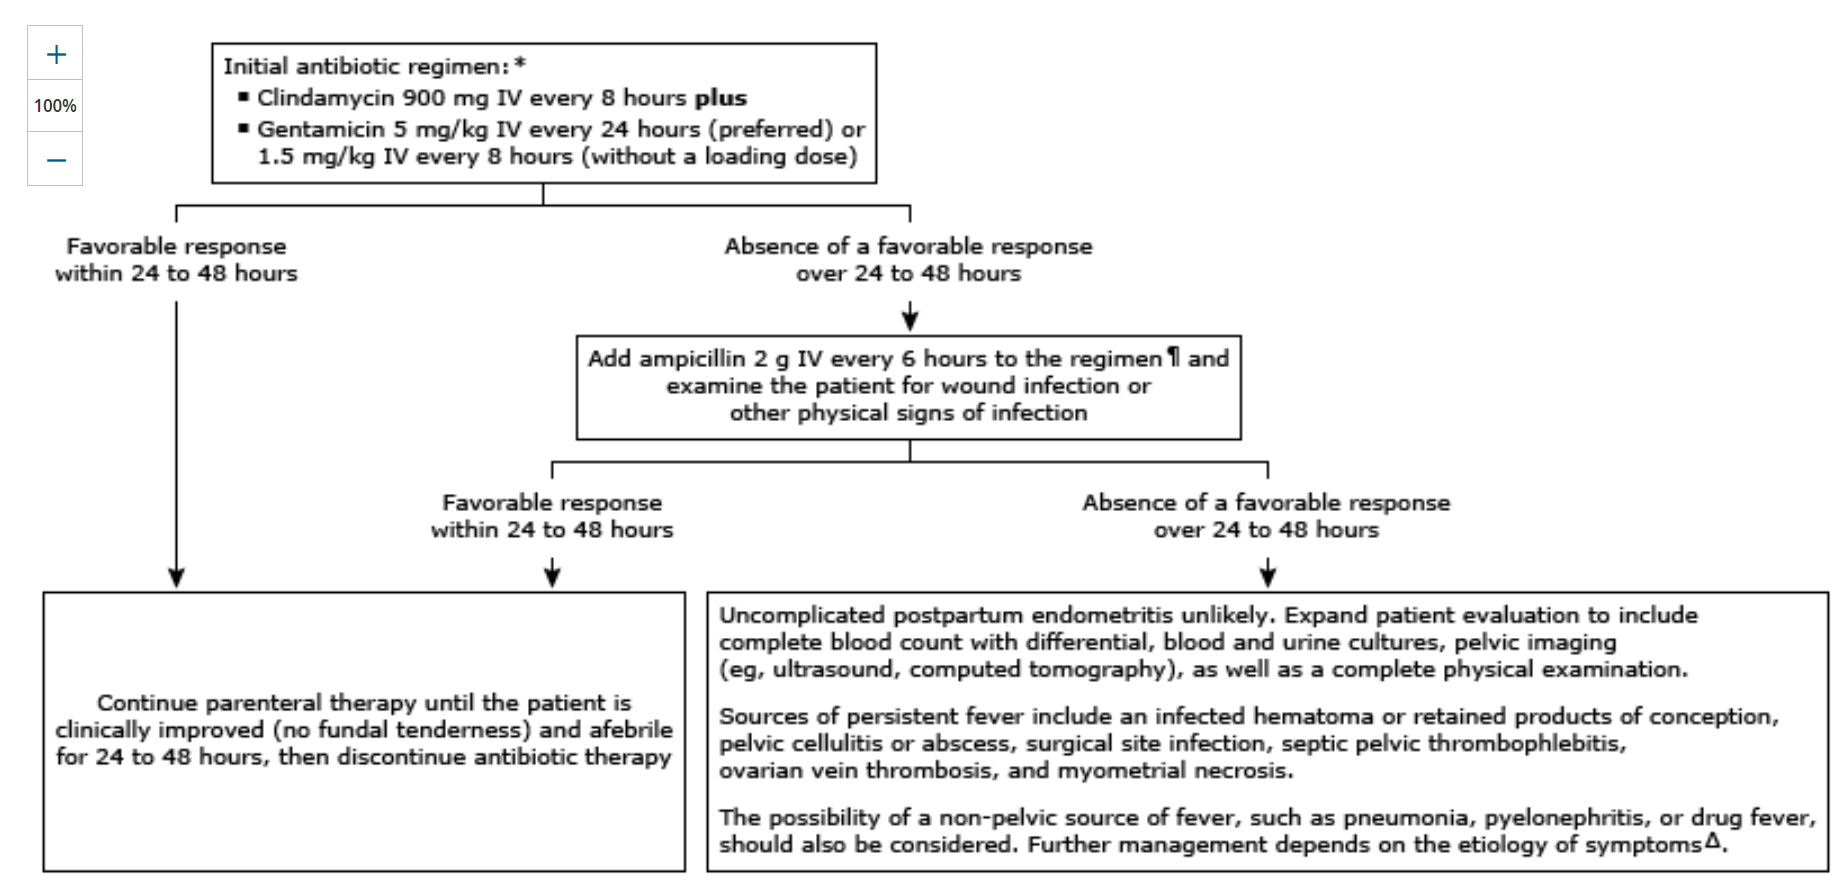 +
100%
−
Initial antibiotic regimen: *
▪ Clindamycin 900 mg IV every 8 hours plus
▪ Gentamicin 5 mg/kg IV every 24 hours (preferred) or
1.5 mg/kg IV every 8 hours (without a loading dose)
Favorable response
within 24 to 48 hours
Absence of a favorable response
over 24 to 48 hours
Add ampicillin 2 g IV every 6 hours to the regimen ¶ and
examine the patient for wound infection or
other physical signs of infection
Favorable response
within 24 to 48 hours
Absence of a favorable response
over 24 to 48 hours
Continue parenteral therapy until the patient is
clinically improved (no fundal tenderness) and afebrile
for 24 to 48 hours, then discontinue antibiotic therapy
Uncomplicated postpartum endometritis unlikely. Expand patient evaluation to include
complete blood count with differential, blood and urine cultures, pelvic imaging
(eg, ultrasound, computed tomography), as well as a complete physical examination.
Sources of persistent fever include an infected hematoma or retained products of conception,
pelvic cellulitis or abscess, surgical site infection, septic pelvic thrombophlebitis,
ovarian vein thrombosis, and myometrial necrosis.
The possibility of a non-pelvic source of fever, such as pneumonia, pyelonephritis, or drug fever,
should also be considered. Further management depends on the etiology of symptoms Δ.